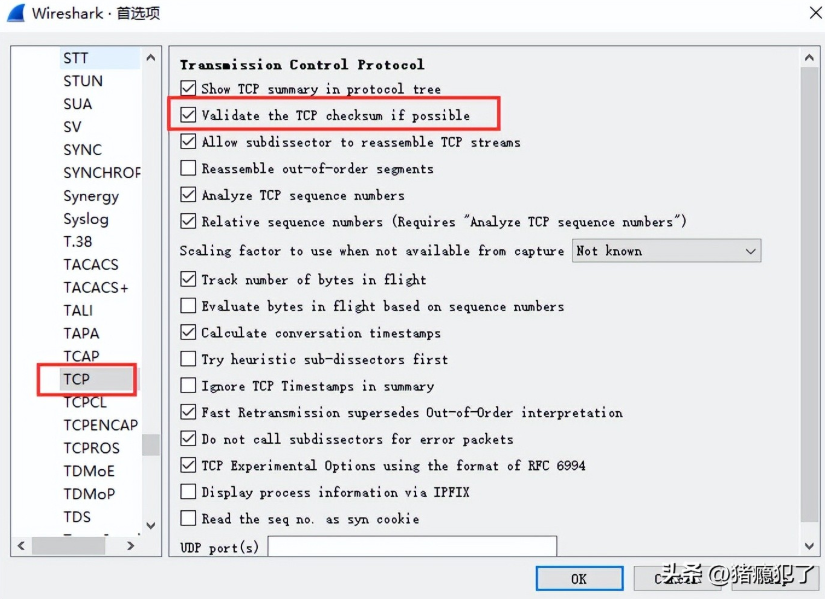 Wireshark · 首选项
STT
STUN
SUA
SV
SYNC
SYNCHROP
Synergy
Syslog
T.38
TACACS
TACACS+
TALI
TAPA
TCAP
TCP
TCPCL
TCPENCAP
TCPROS
TDMoE
TDMoP
TDS
Transmission Control Protocol
Show TCP summary in protocol tree
Validate the TCP checksum if possible
Allow subdissector to reassemble TCP streams
Reassemble out-of-order segments
Analyze TCP sequence numbers
Relative sequence numbers (Requires "Analyze TCP sequence numbers")
Scaling factor to use when not available from capture Not known
Track number of bytes in flight
Evaluate bytes in flight based on sequence numbers
Calculate conversation timestamps
Try heuristic sub-dissectors first
Ignore TCP Timestamps in summary
Fast Retransmission supersedes Out-of-Order interpretation
Do not call subdissectors for error packets
TCP Experimental Options using the format of RFC 6994
Display process information via IPFIX
Read the seq no. as syn cookie
UDP port(s)
OK
头条 @猪瘾犯了